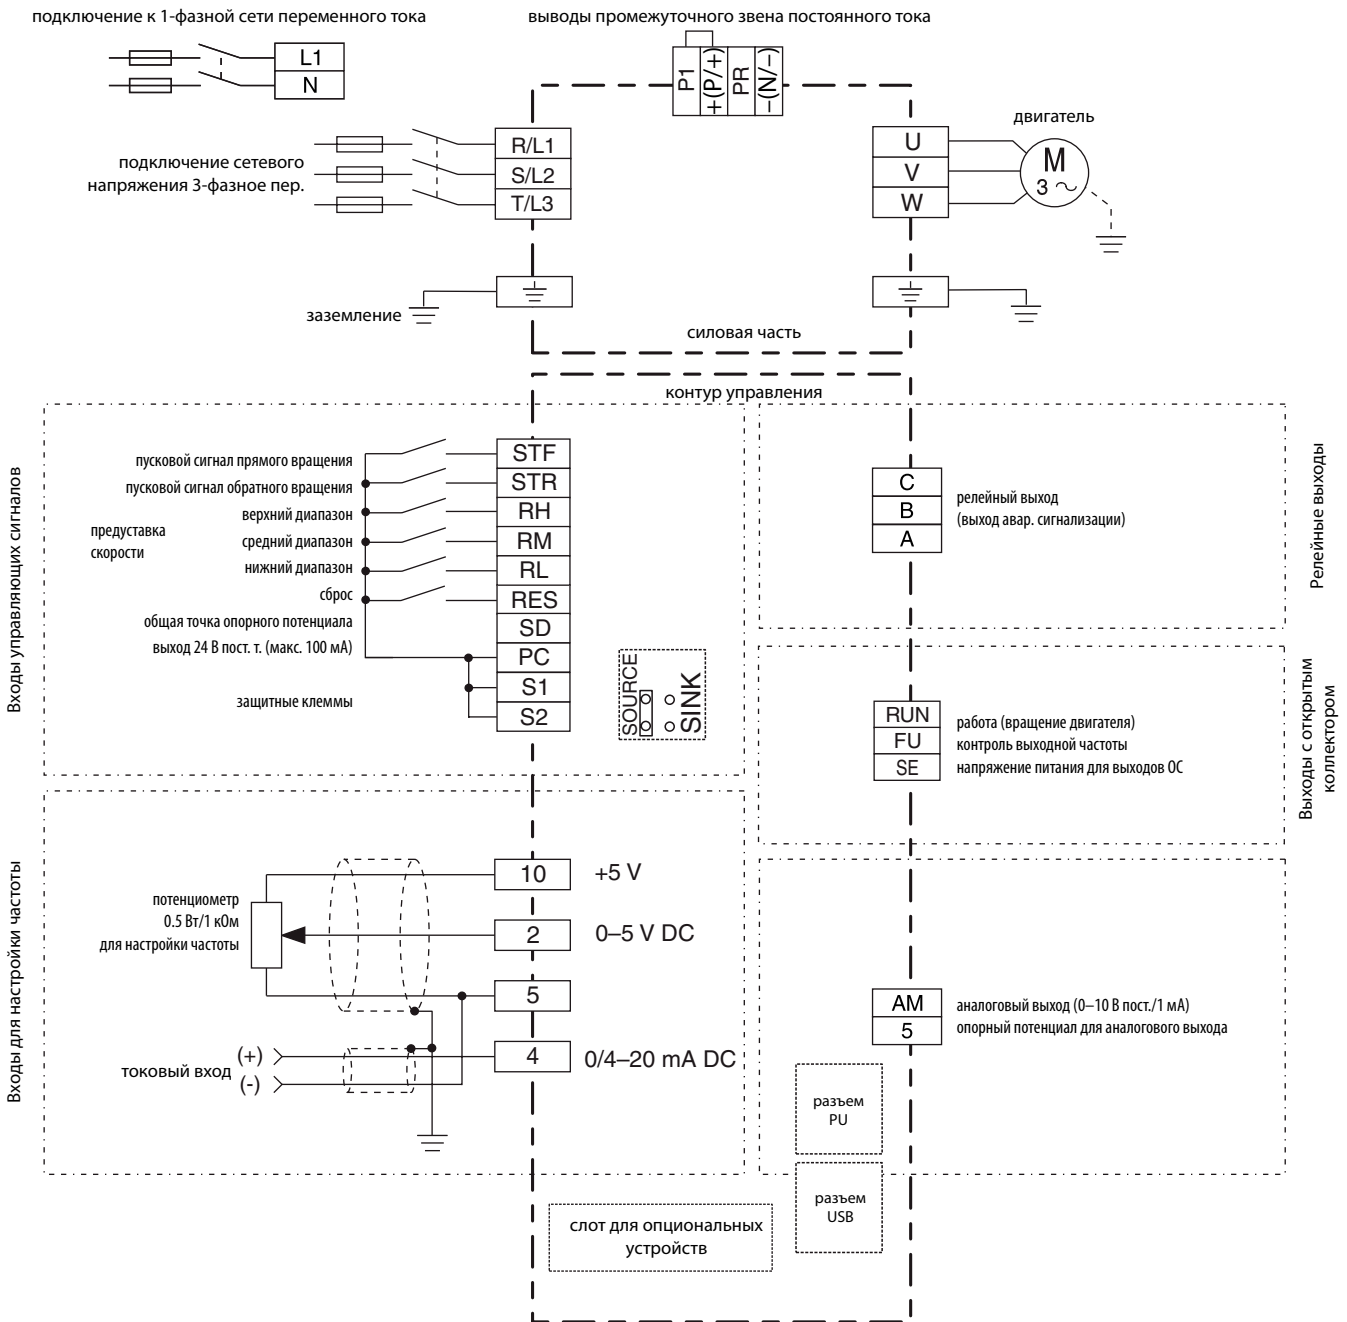 подключение к 1-фазной сети переменного тока
выводы промежуточного звена постоянного тока
L1
N
P1
+(P/+)
PR
−(N/−)
подключение сетевого
напряжения 3-фазное пер.
R/L1
S/L2
T/L3
U
V
W
двигатель
M
3 ~
заземление
силовая часть
контур управления
Входы управляющих сигналов
пусковой сигнал прямого вращения
пусковой сигнал обратного вращения
предуставка
скорости
верхний диапазон
средний диапазон
нижний диапазон
сброс
общая точка опорного потенциала
выход 24 В пост. т. (макс. 100 мА)
защитные клеммы
STF
STR
RH
RM
RL
RES
SD
PC
S1
S2
SOURCE
SINK
C
B
A
релейный выход
(выход авар. сигнализации)
Релейные выходы
RUN
FU
SE
работа (вращение двигателя)
контроль выходной частоты
напряжение питания для выходов ОС
Выходы с открытым
коллектором
Входы для настройки частоты
потенциометр
0.5 Вт/1 кОм
для настройки частоты
10
+5 V
2
0–5 V DC
5
4
0/4–20 mA DC
токовый вход
(+)
(-)
AM
5
аналоговый выход (0–10 В пост./1 мА)
опорный потенциал для аналогового выхода
разъем
PU
разъем
USB
слот для опциональных
устройств